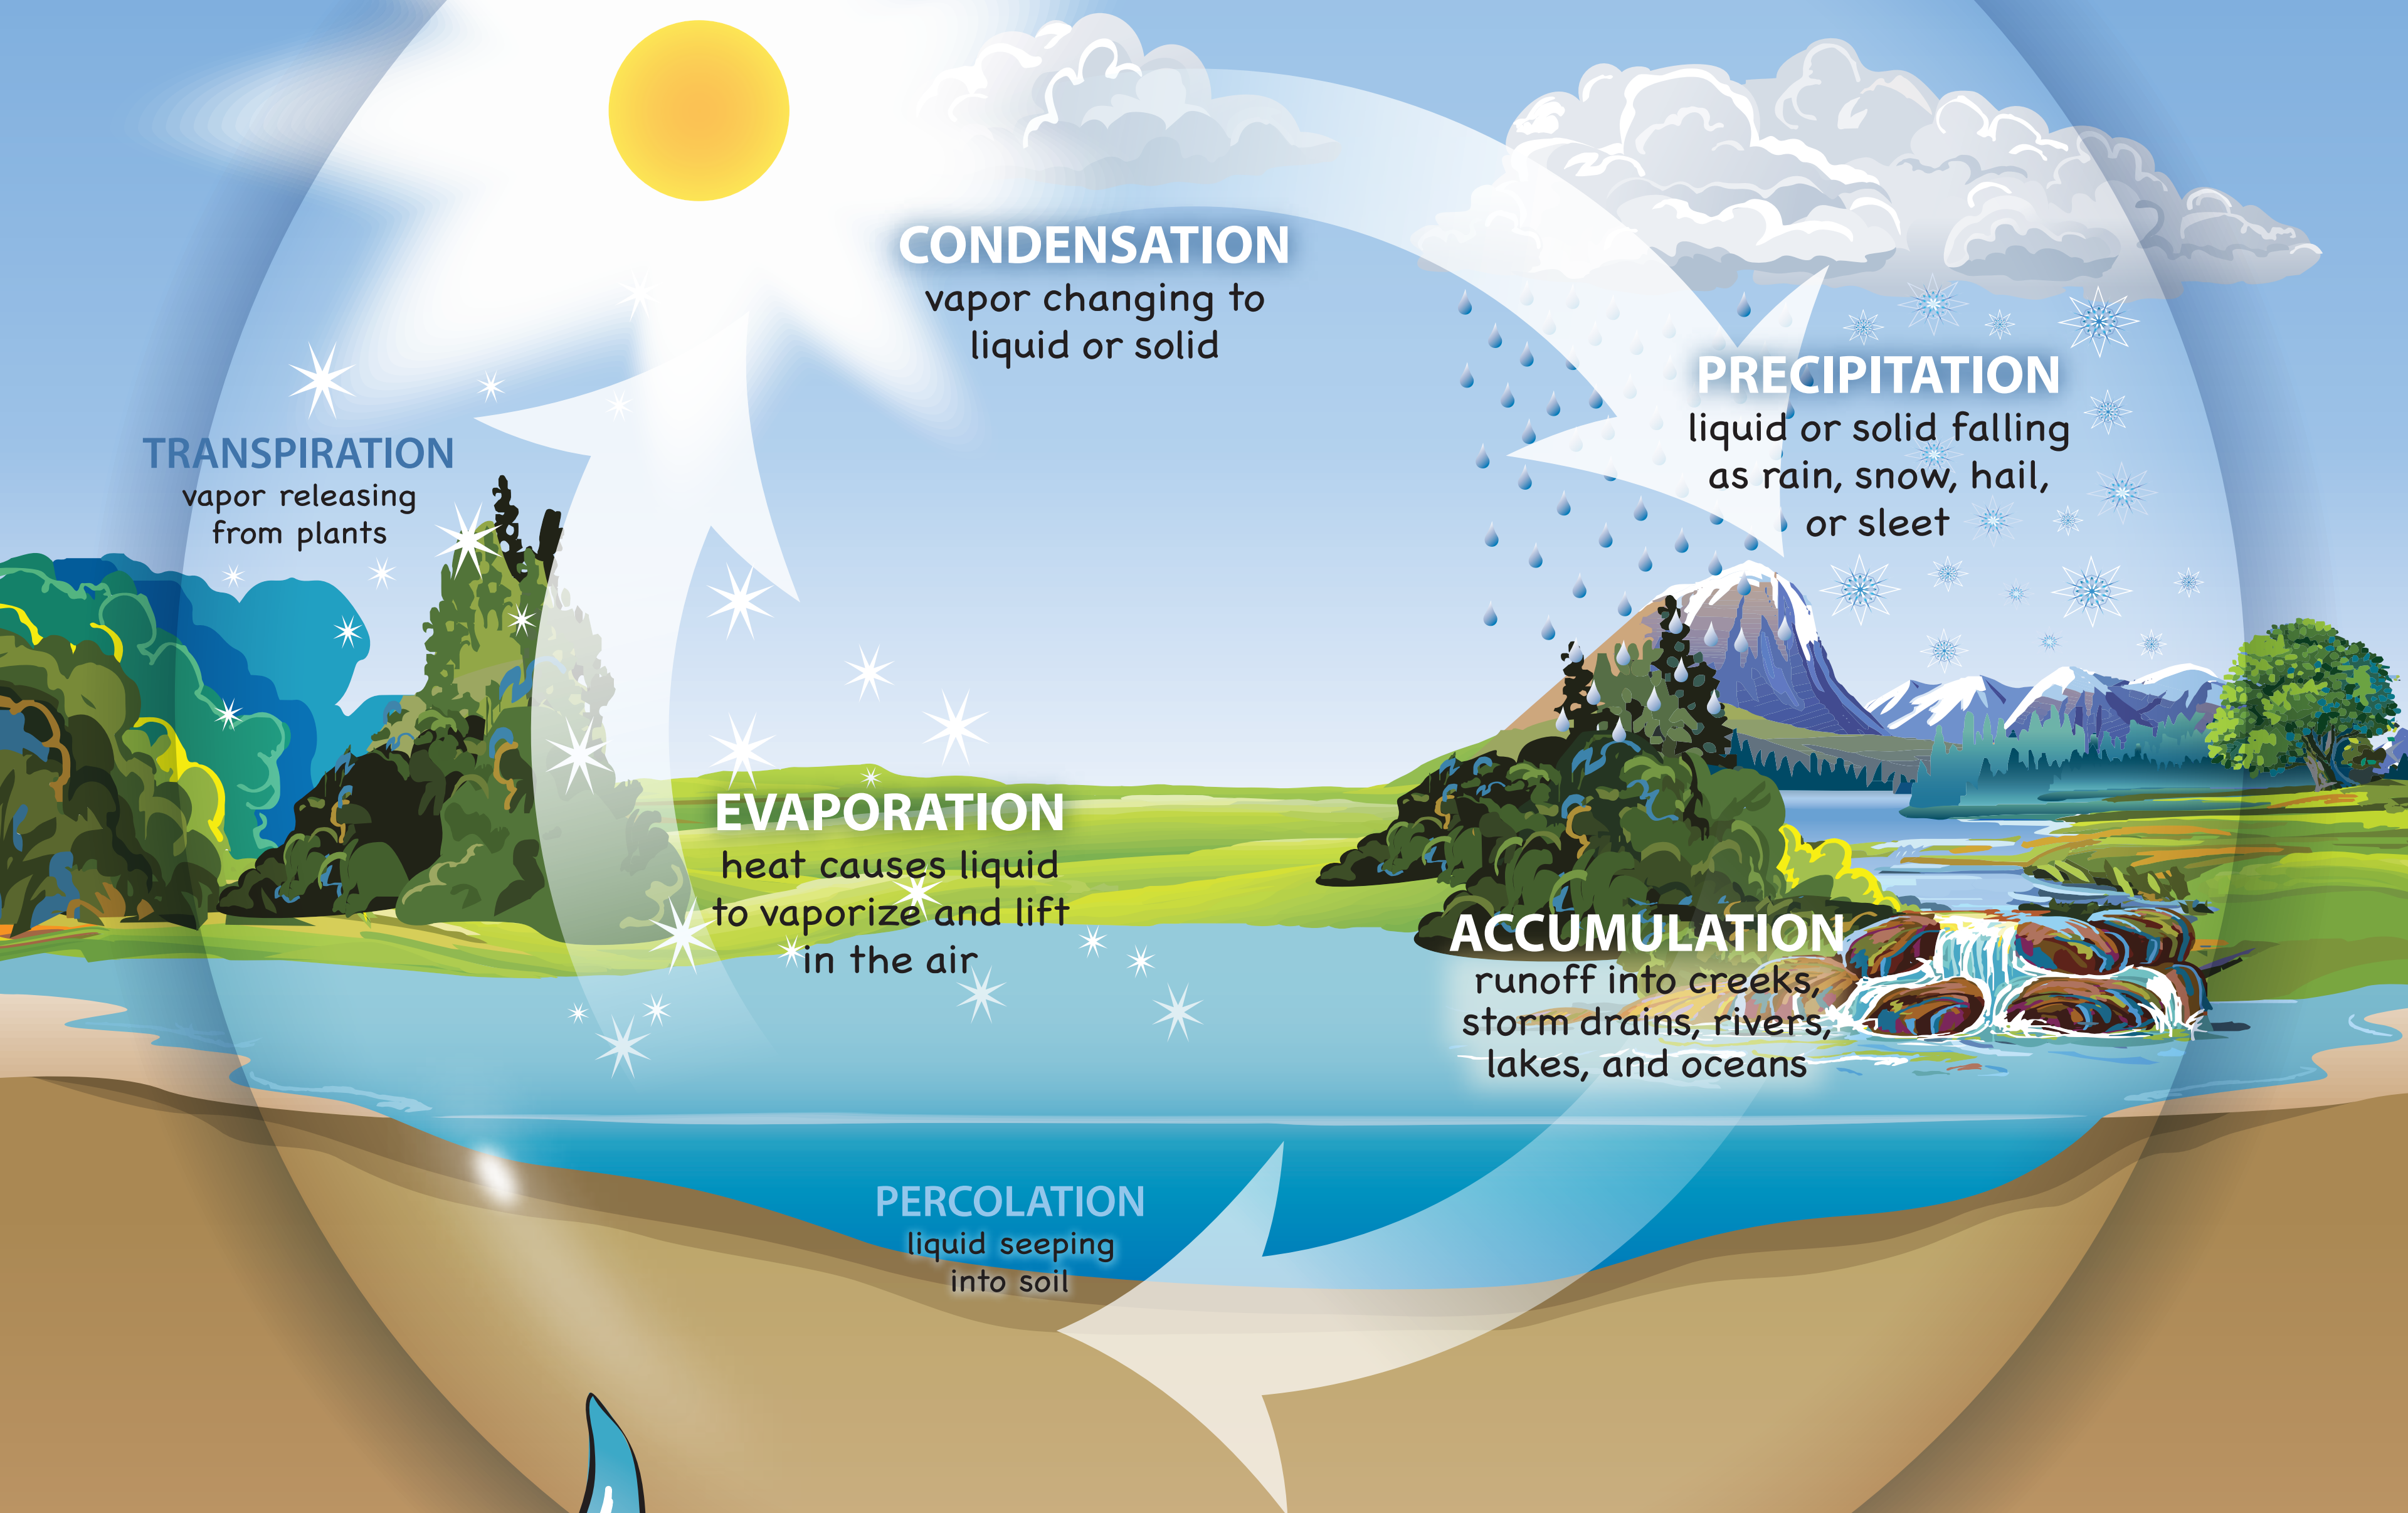 CONDENSATION
vapor changing to
liquid or solid
PRECIPITATION
liquid or solid falling
as rain, snow, hail,
or sleet
TRANSPIRATION
vapor releasing
from plants
EVAPORATION
heat causes liquid
to vaporize and lift
in the air
ACCUMULATION
runoff into creeks,
storm drains, rivers,
lakes, and oceans
PERCOLATION
liquid seeping
into soil